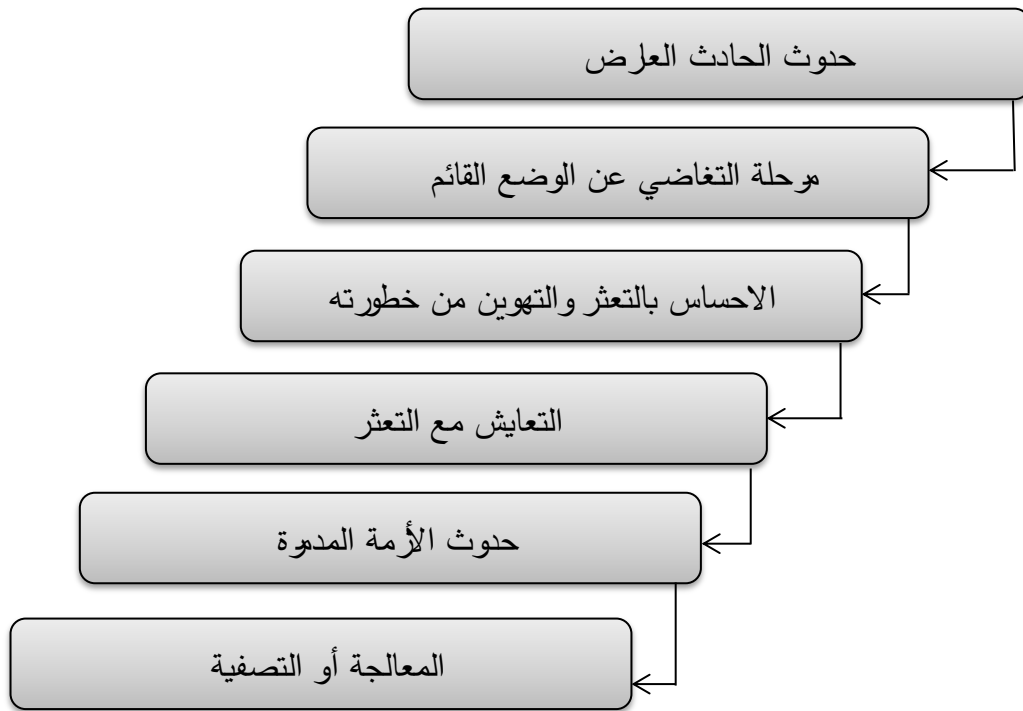 حدوث الحادث العارض
مرحلة التغاضي عن الوضع القائم
الاحساس بالتعثر والتهوين من خطورته
التعايش مع التعثر
حدوث الأزمة المدمرة
المعالجة أو التصفية